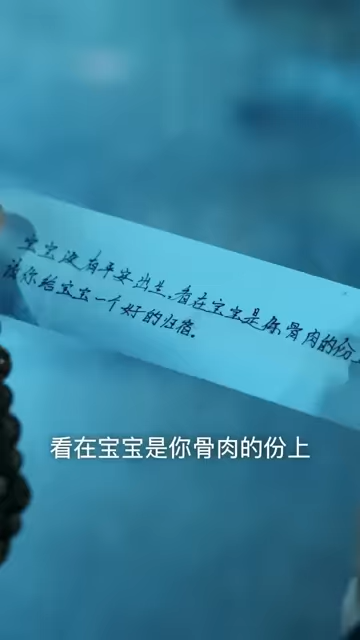 宝宝没有平安出生,看在宝宝是你骨肉的份上
你给宝宝一个好的归宿。
看在宝宝是你骨肉的份上